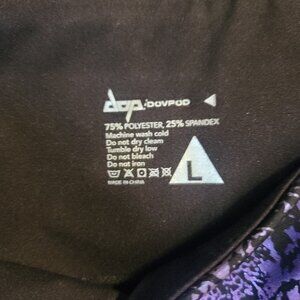 dop.DOVPOD
75% POLYESTER, 25% SPANDEX
Machine wash cold
Do not dry clean
Tumble dry low
Do not bleach
Do not iron
MADE IN CHINA
L